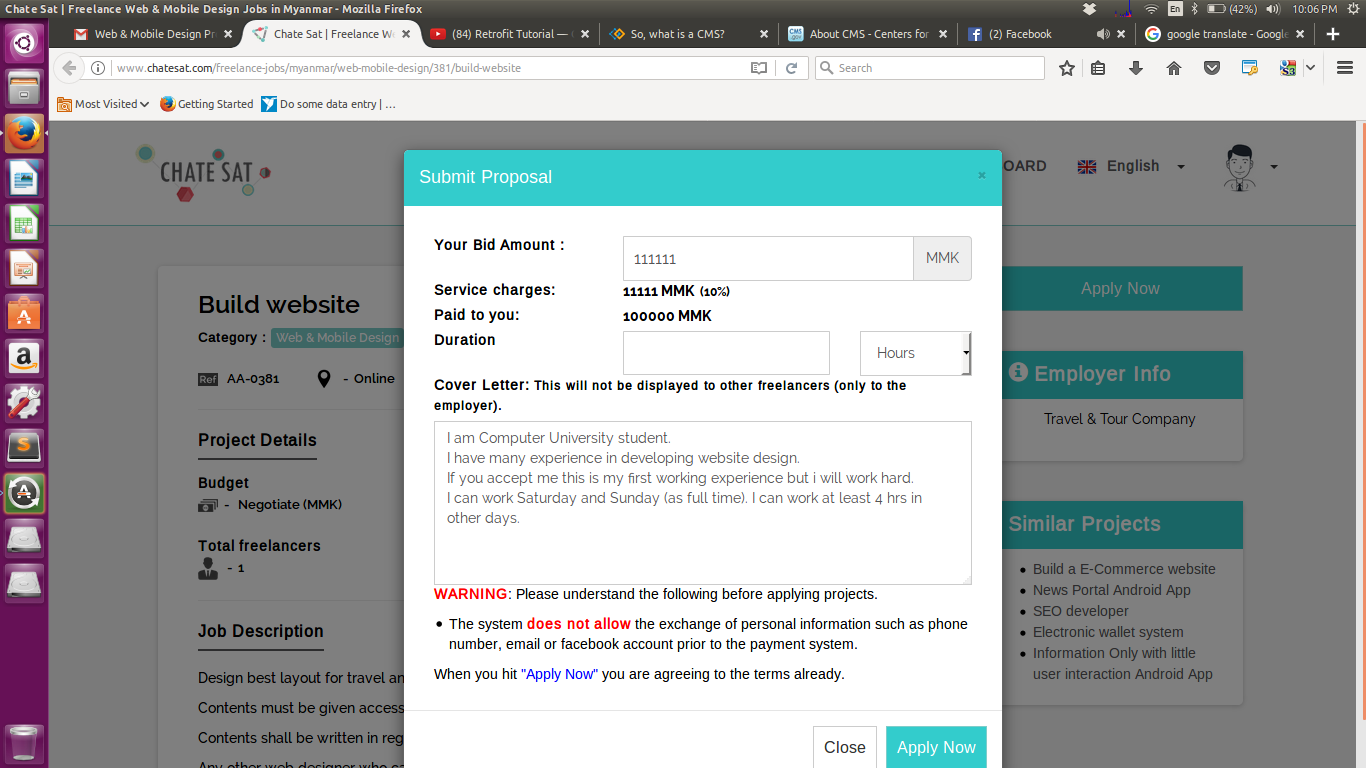 Chate Sat | Freelance Web & Mobile Design Jobs in Myanmar - Mozilla Firefox
En
(42%)
10:06 PM
Web & Mobile Design Pr
Chate Sat | Freelance We
(84) Retrofit Tutorial —
So, what is a CMS?
CMS.gov
About CMS - Centers for
(2) Facebook
google translate - Google
www.chatesat.com/freelance-jobs/myanmar/web-mobile-design/381/build-website
Search
Most Visited
Getting Started
Do some data entry | ...
CHATE SAT
OARD
English
Submit Proposal
×
Your Bid Amount :
111111
MMK
Service charges:
11111 MMK (10%)
Paid to you:
100000 MMK
Duration
Hours
Cover Letter: This will not be displayed to other freelancers (only to the
employer).
I am Computer University student.
I have many experience in developing website design.
If you accept me this is my first working experience but i will work hard.
I can work Saturday and Sunday (as full time). I can work at least 4 hrs in
other days.
WARNING: Please understand the following before applying projects.
The system does not allow the exchange of personal information such as phone
number, email or facebook account prior to the payment system.
When you hit "Apply Now" you are agreeing to the terms already.
Close
Apply Now
Build website
Category :
Web & Mobile Design
Ref
AA-0381
- Online
Project Details
Budget
- Negotiate (MMK)
Total freelancers
- 1
Job Description
Design best layout for travel an
Contents must be given access
Contents shall be written in reg
Any other web designer who ca
Apply Now
Employer Info
Travel & Tour Company
Similar Projects
Build a E-Commerce website
News Portal Android App
SEO developer
Electronic wallet system
Information Only with little
user interaction Android App